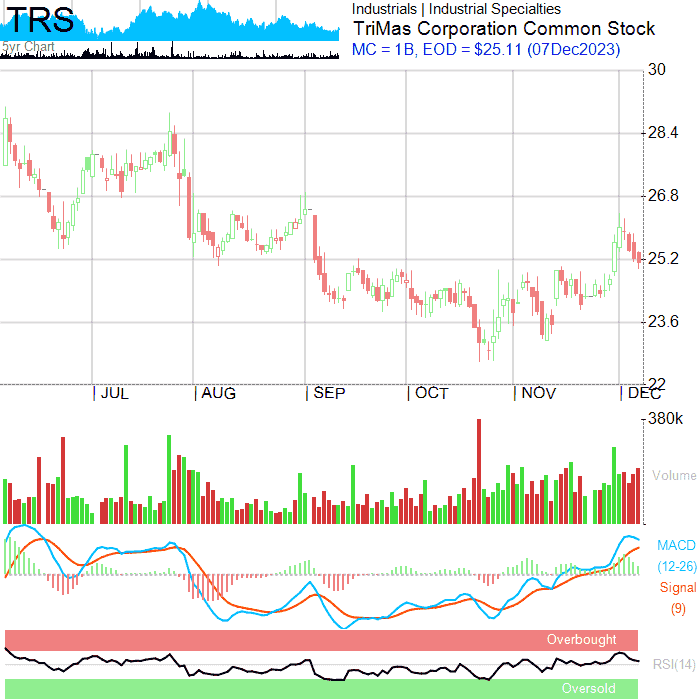 TRS
5yr Chart
Industrials | Industrial Specialties
TriMas Corporation Common Stock
MC = 1B, EOD = $25.11 (07Dec2023)
30
28.4
26.8
25.2
23.6
22
JUL
AUG
SEP
OCT
NOV
DEC
380k
Volume
MACD
(12-26)
Signal
(9)
Overbought
RSI(14)
Oversold